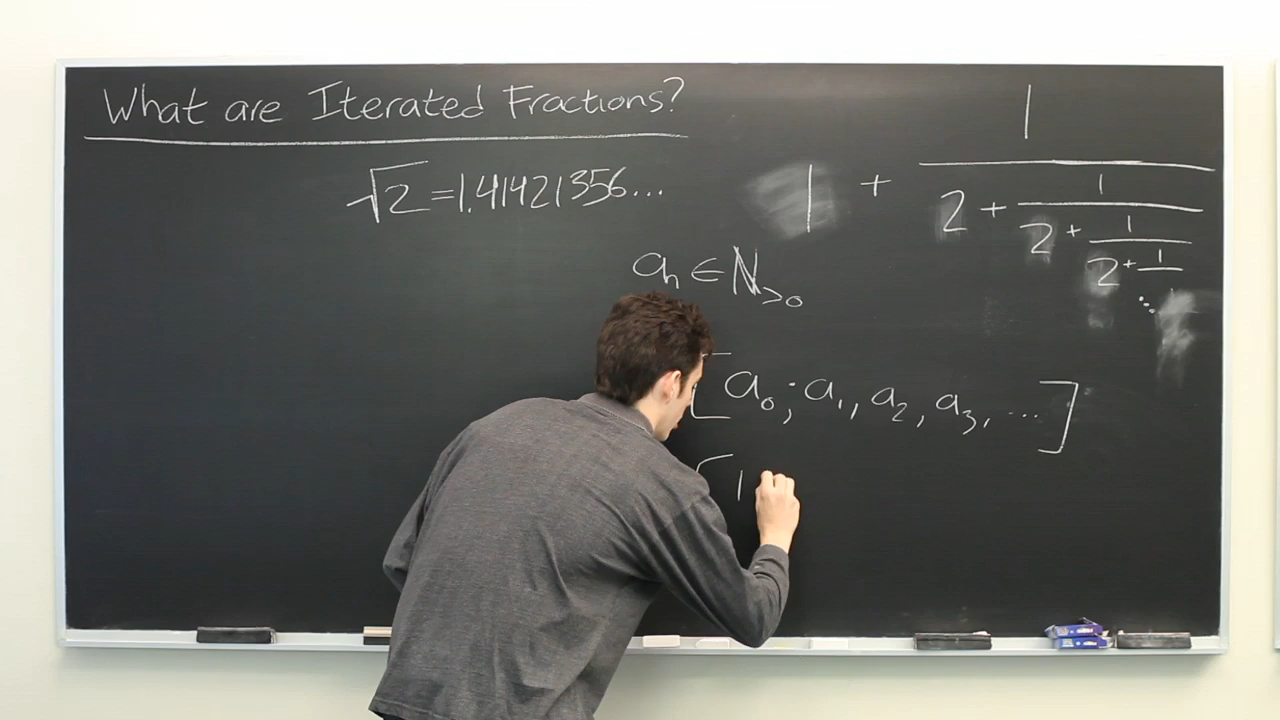 What are Iterated Fractions?
√2 = 1.41421356...
1 + 1
2 + 1
2 + 1
2 + 1
⋱
aₙ ∈ ℕ>0
[a₀; a₁, a₂, a₃, ...]
[1